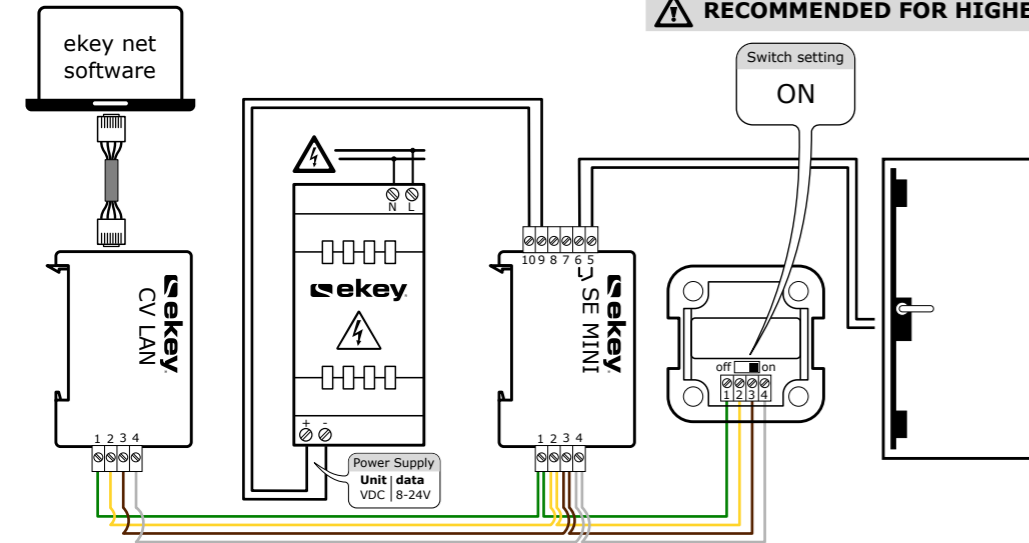 RECOMMENDED FOR HIGHE
ekey net
software
Switch setting
ON
N L
ekey
CV LAN
ekey
10 9 8 7 6 5
ekey
SE MINI
off on
1 2 3 4
+ -
Power Supply
Unit | data
VDC | 8-24V
1 2 3 4
1 2 3 4